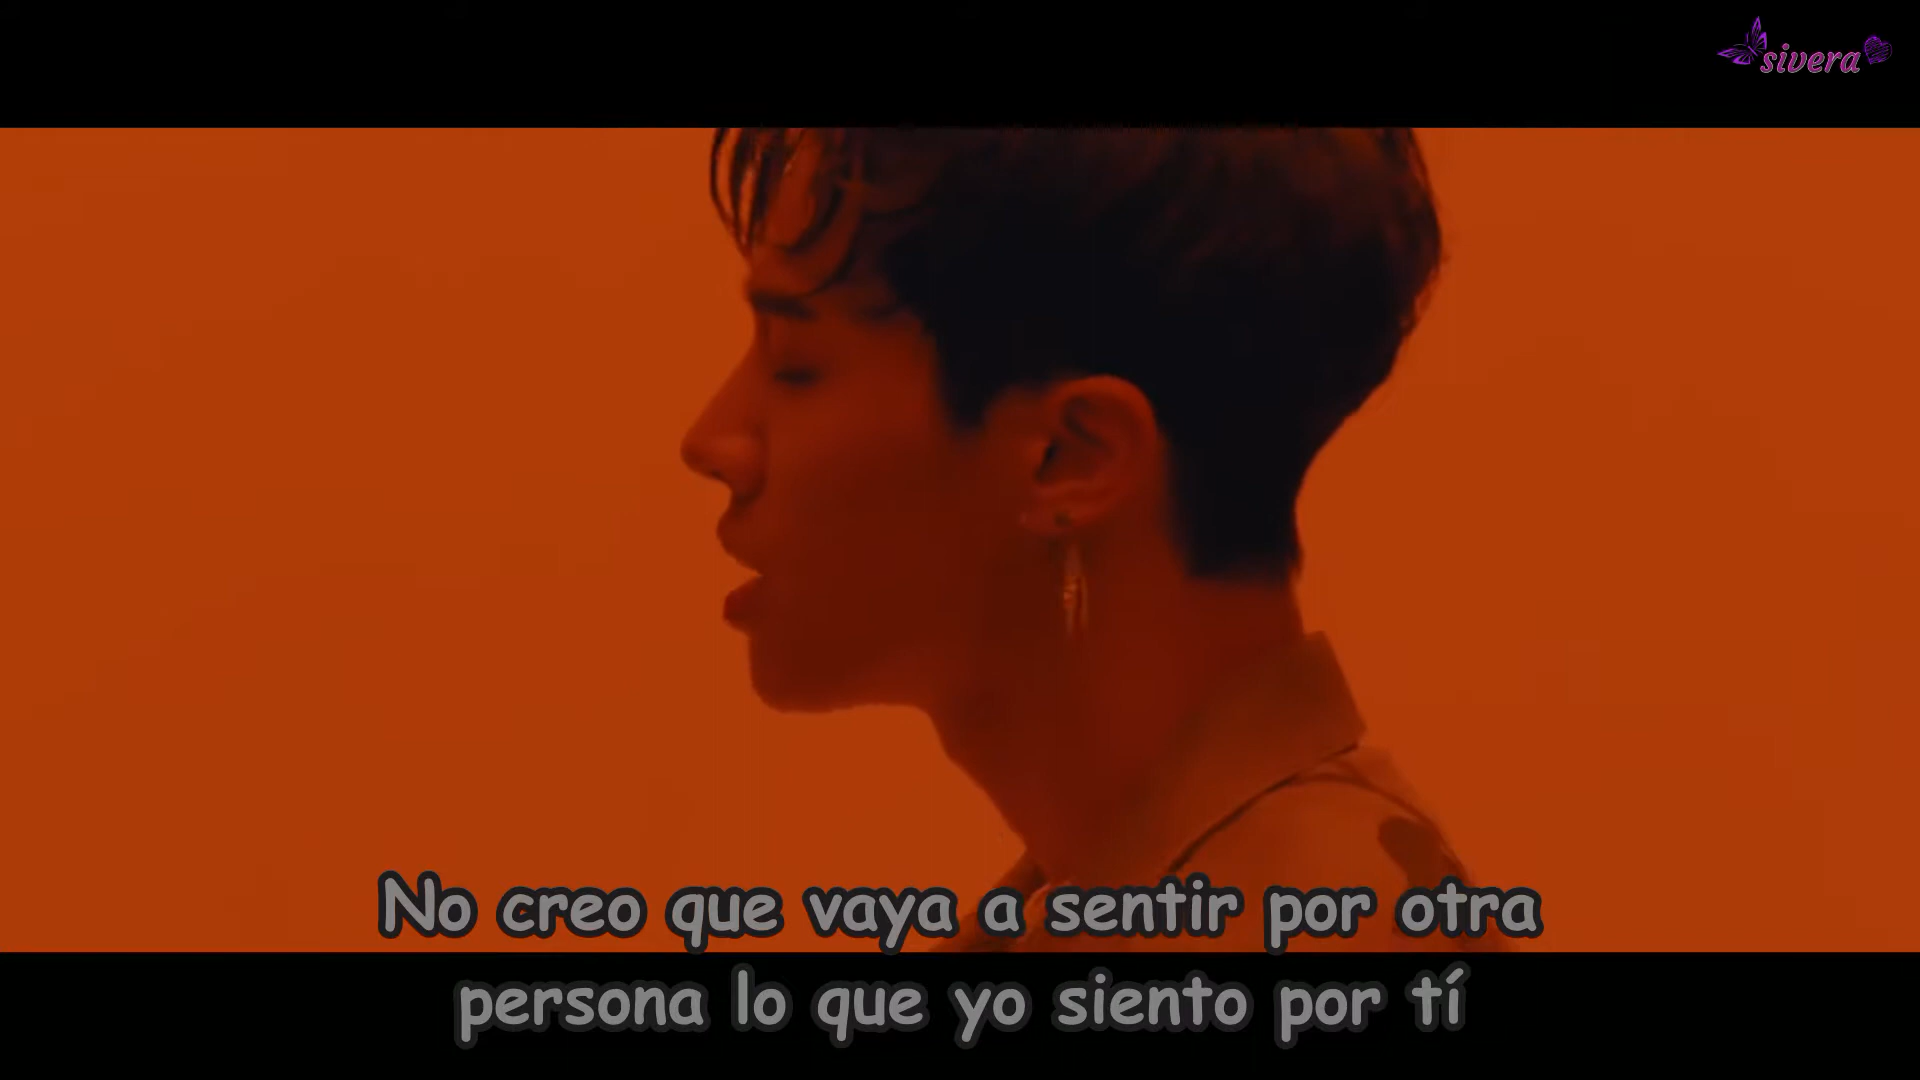 sivera
No creo que vaya a sentir por otra
persona lo que yo siento por tí